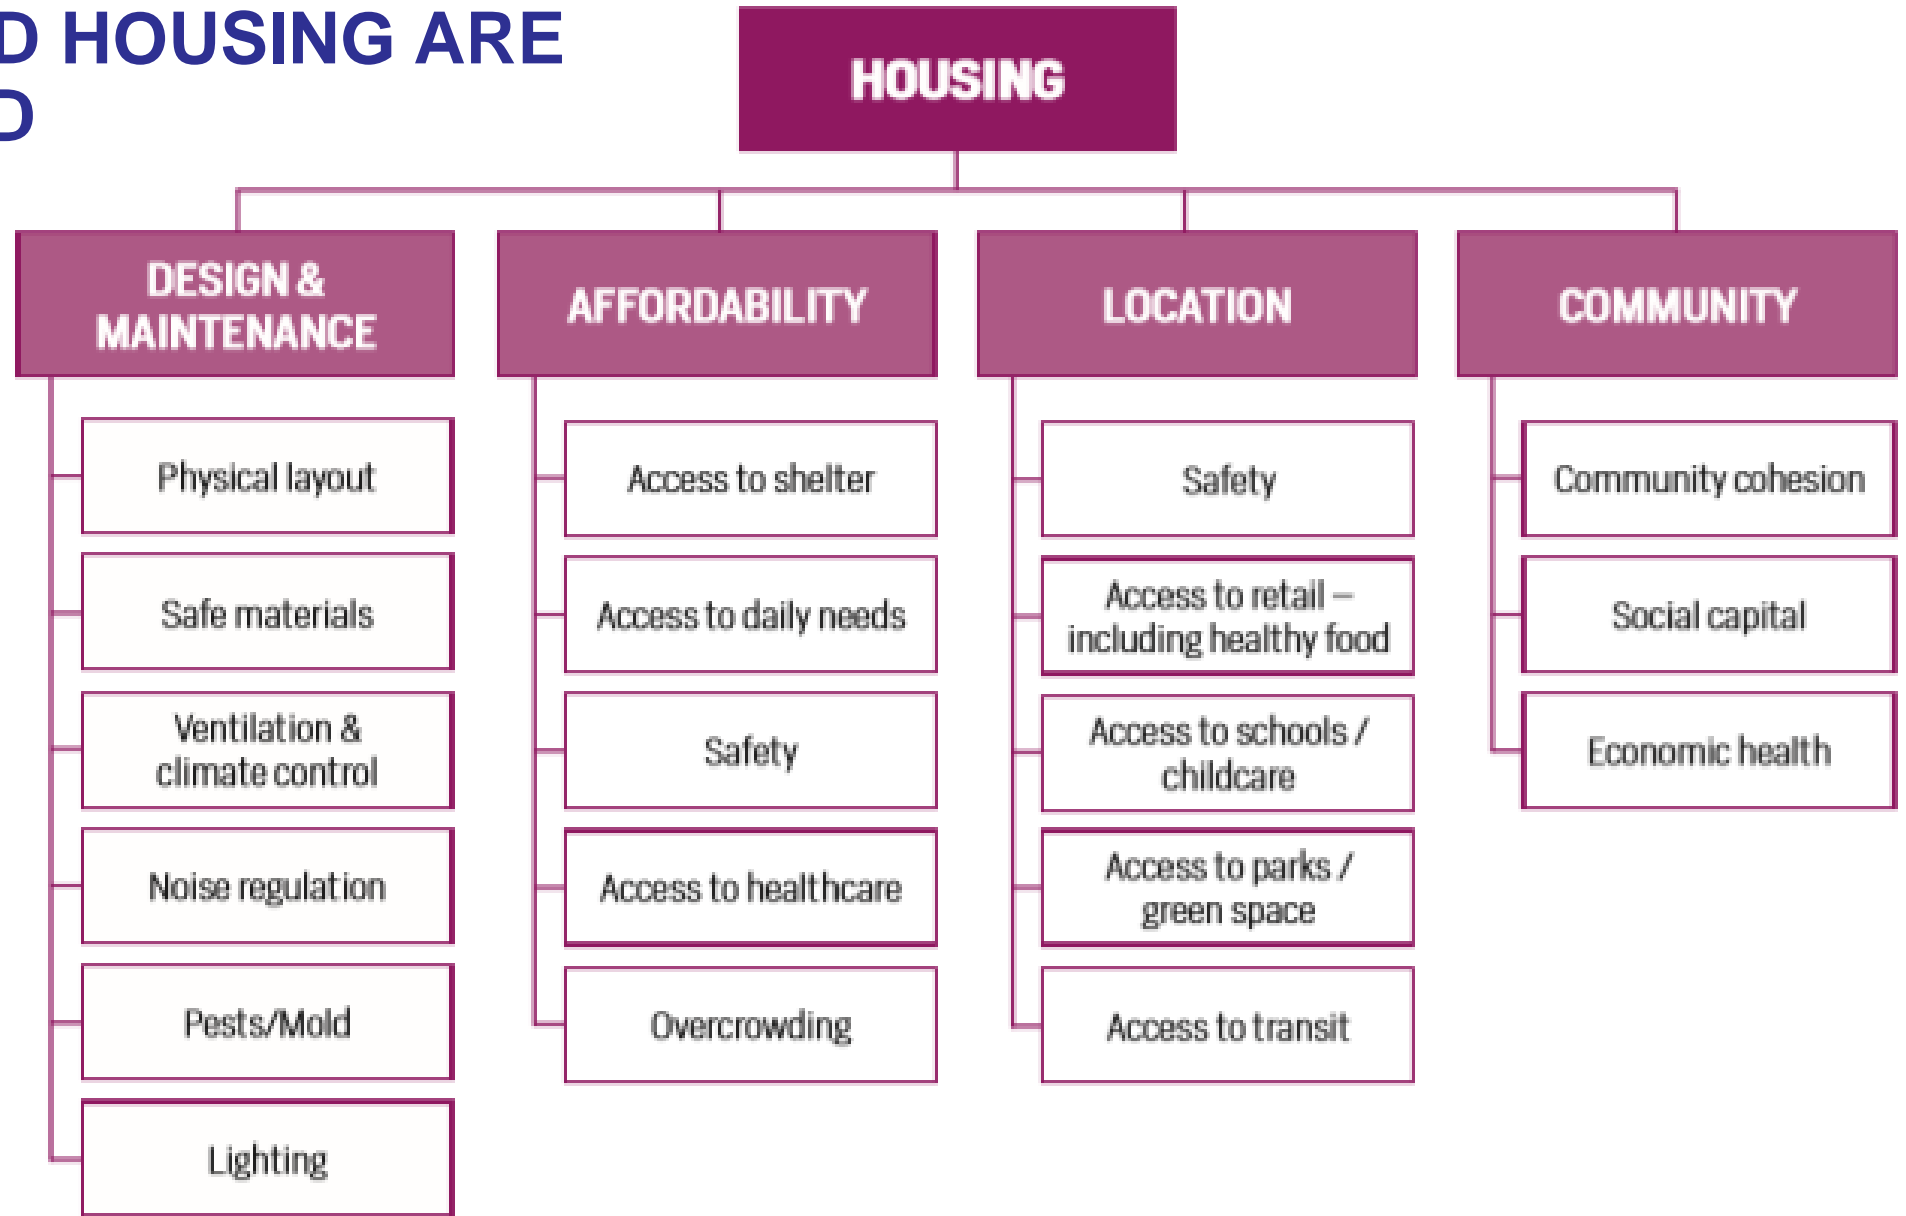 D HOUSING ARE
D
HOUSING
DESIGN &
MAINTENANCE
Physical layout
Safe materials
Ventilation &
climate control
Noise regulation
Pests/Mold
Lighting
AFFORDABILITY
Access to shelter
Access to daily needs
Safety
Access to healthcare
Overcrowding
LOCATION
Safety
Access to retail –
including healthy food
Access to schools /
childcare
Access to parks /
green space
Access to transit
COMMUNITY
Community cohesion
Social capital
Economic health